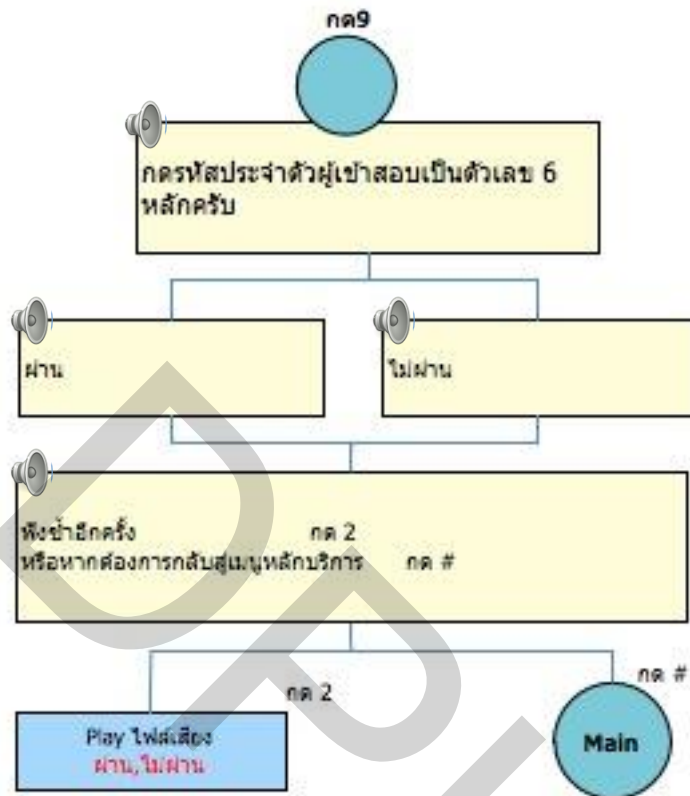 กด9
กดรหัสประจำตัวผู้เข้าสอบเป็นตัวเลข 6
หลักครับ
ผ่าน
ไม่ผ่าน
ฟังซ้ำอีกครั้ง กด 2
หรือหากต้องการกลับสู่เมนูหลักบริการ กด #
กด 2
กด #
Play ไฟล์เสียง
ผ่าน,ไม่ผ่าน
Main